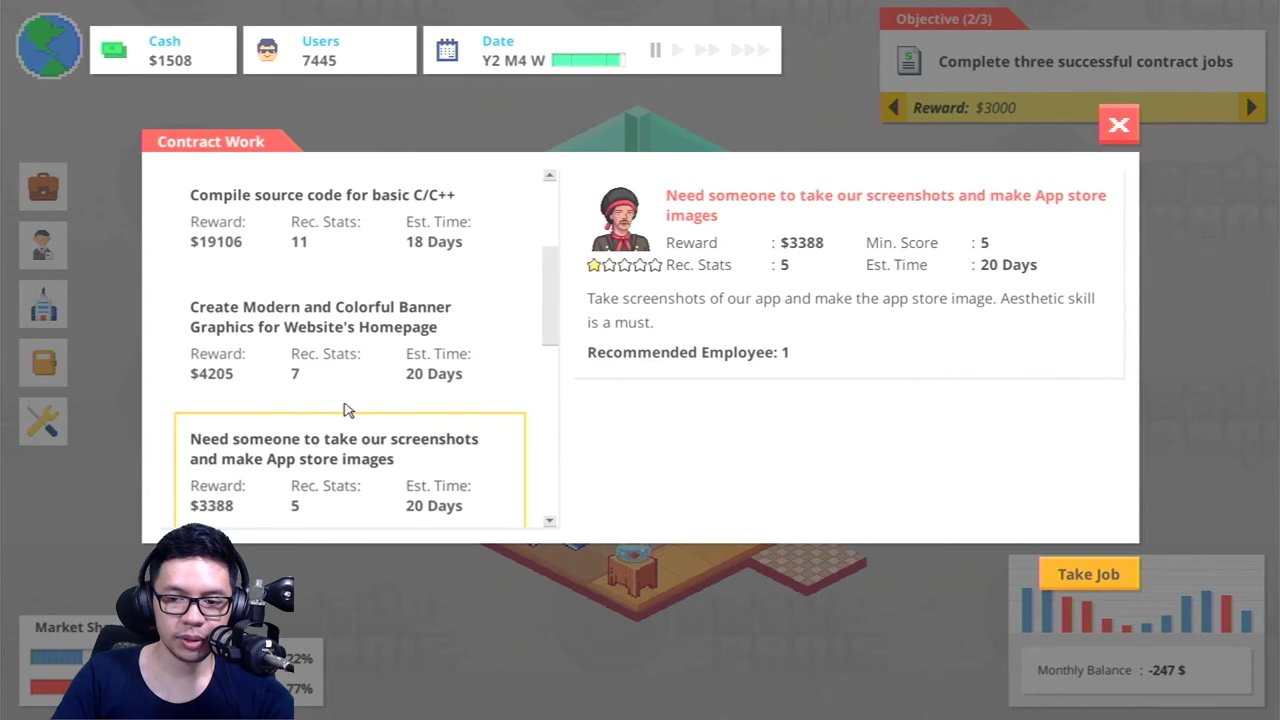 Cash
$1508
Users
7445
Date
Y2 M4 W
Objective (2/3)
Complete three successful contract jobs
Reward: $3000
Contract Work
Compile source code for basic C/C++
Reward: Rec. Stats: Est. Time:
$19106 11 18 Days
Create Modern and Colorful Banner
Graphics for Website's Homepage
Reward: Rec. Stats: Est. Time:
$4205 7 20 Days
Need someone to take our screenshots
and make App store images
Reward: Rec. Stats: Est. Time:
$3388 5 20 Days
Need someone to take our screenshots and make App store
images
Reward : $3388 Min. Score : 5
Rec. Stats : 5 Est. Time : 20 Days
Take screenshots of our app and make the app store image. Aesthetic skill
is a must.
Recommended Employee: 1
Take Job
Market Sh
22%
77%
Monthly Balance : -247 $